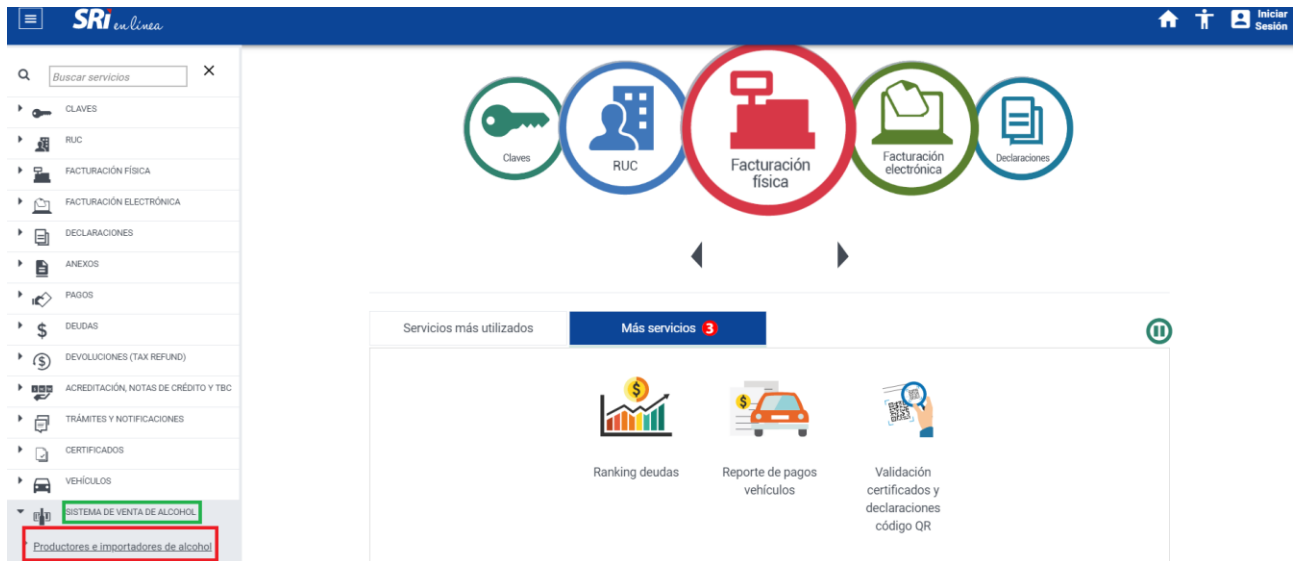 SRi en línea
Iniciar
Sesión
Buscar servicios
CLAVES
RUC
FACTURACIÓN FÍSICA
FACTURACIÓN ELECTRÓNICA
DECLARACIONES
ANEXOS
PAGOS
DEUDAS
DEVOLUCIONES (TAX REFUND)
ACREDITACIÓN, NOTAS DE CRÉDITO Y TBC
TRÁMITES Y NOTIFICACIONES
CERTIFICADOS
VEHÍCULOS
SISTEMA DE VENTA DE ALCOHOL
Productores e importadores de alcohol
Claves
RUC
Facturación
física
Facturación
electrónica
Declaraciones
Servicios más utilizados
Más servicios 3
Ranking deudas
Reporte de pagos
vehículos
Validación
certificados y
declaraciones
código QR